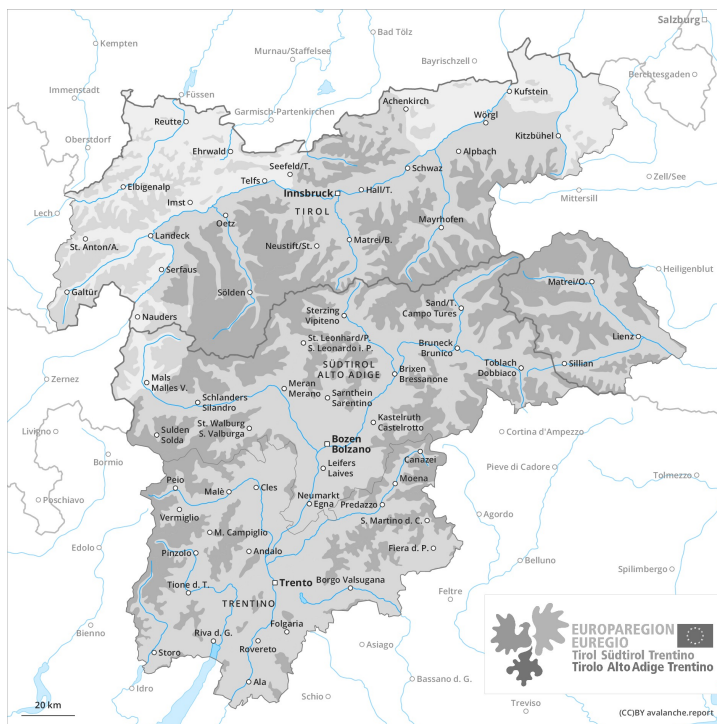 Salzburg
Kempten
Bad Tölz
Murnau/Staffelsee
Bayrischzell
Berchtesgaden
Immenstadt
Füssen
Garmisch-Partenkirchen
Achenkirch
Kufstein
Reutte
Wörgl
Oberstdorf
Kitzbühel
Ehrwald
Alpbach
Seefeld/T.
Schwaz
Telfs
Zell/See
Elbigenalp
Innsbruck
Hall/T.
Mittersill
Imst
TIROL
Lech
Oetz
Mayrhofen
Landeck
St. Anton/A.
Neustift/St.
Matrei/B.
Serfaus
Heiligenblut
Galtür
Sölden
Matrei/O.
Nauders
Sterzing
Vipiteno
Sand/T.
Campo Tures
Lienz
St. Leonhard/P.
S. Leonardo i. P.
Bruneck
Brunico
SÜDTIROL
ALTO ADIGE
Toblach
Dobbiaco
Sillian
Brixen
Bressanone
Zernez
Mals
Malles V.
Meran
Merano
Sarnthein
Sarentino
Schlanders
Silandro
St. Walburg
S. Valburga
Kastelruth
Castelrotto
Livigno
Sulden
Solda
Cortina d'Ampezzo
Bozen
Bolzano
Bormio
Canazei
Leifers
Laives
Pieve di Cadore
Tolmezzo
Peio
Malè
Cles
Moena
Poschiavo
Neumarkt
Egna
Predazzo
Vermiglio
Agordo
S. Martino d. C.
M. Campiglio
Edolo
Pinzolo
Andalo
Fiera d. P.
Belluno
Spilimbergo
Tione d. T.
Trento
Borgo Valsugana
Feltre
TRENTINO
Folgaria
Bienno
Riva d. G.
Rovereto
Asiago
Storo
Ala
Bassano d. G.
Idro
Schio
Treviso
EUROPAREGION
EUREGIO
Tirol Südtirol Trentino
Tirolo Alto Adige Trentino
20 km
(CC)BY avalanche.report